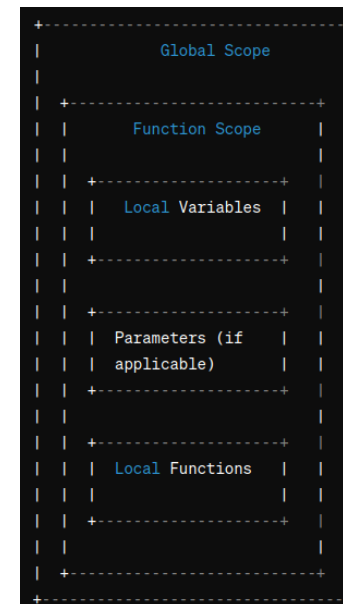 Global Scope
Function Scope
Local Variables
Parameters (if
applicable)
Local Functions